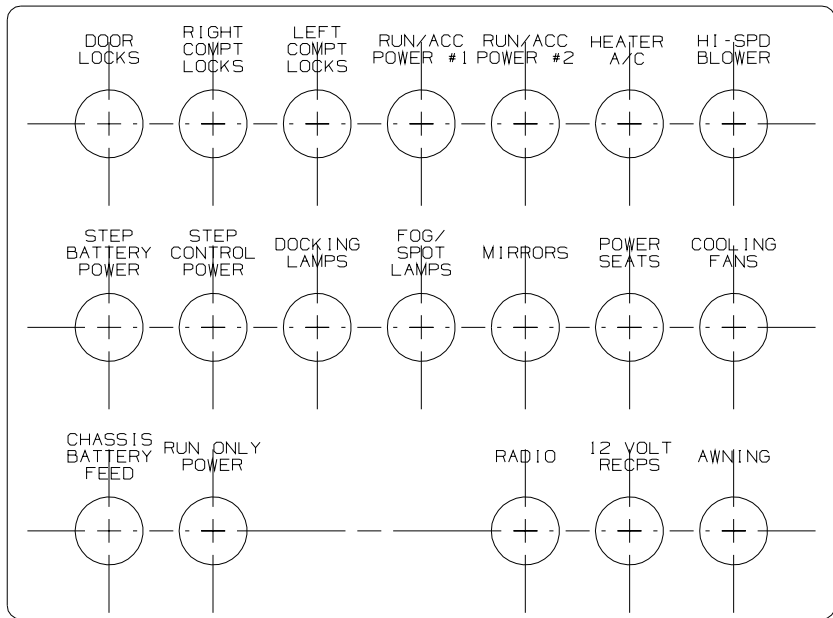 DOOR
LOCKS
RIGHT
COMPT
LOCKS
LEFT
COMPT
LOCKS
RUN/ACC
POWER #1
RUN/ACC
POWER #2
HEATER
A/C
HI-SPD
BLOWER
STEP
BATTERY
POWER
STEP
CONTROL
POWER
DOCKING
LAMPS
FOG/
SPOT
LAMPS
MIRRORS
POWER
SEATS
COOLING
FANS
CHASSIS
BATTERY
FEED
RUN ONLY
POWER
RADIO
12 VOLT
RECPS
AWNING